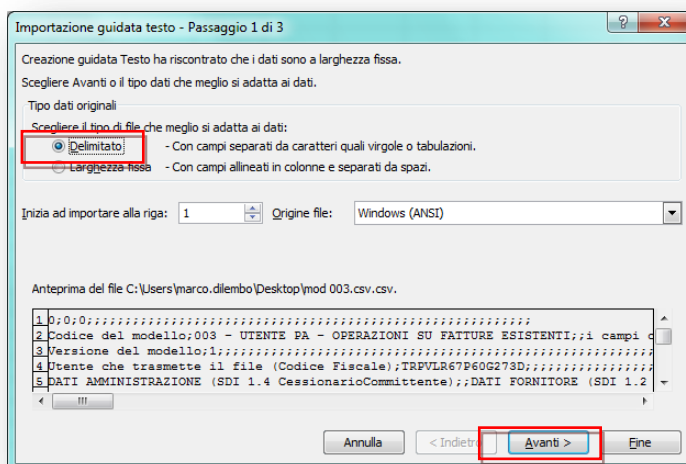 Importazione guidata testo - Passaggio 1 di 3
Creazione guidata Testo ha riscontrato che i dati sono a larghezza fissa.
Scegliere Avanti o il tipo dati che meglio si adatta ai dati.
Tipo dati originali
Scegliere il tipo di file che meglio si adatta ai dati:
Delimitato - Con campi separati da caratteri quali virgole o tabulazioni.
Larghezza fissa - Con campi allineati in colonne e separati da spazi.
Inizia ad importare alla riga: 1 Origine file: Windows (ANSI)
Anteprima del file C:\Users\marco.dilembo\Desktop\mod 003.csv.csv.
1 0;0;0;;;;;;;;;;;;;;;;;;;;;;;;;;;;;;;;;;;;;;;;;;;;;;;;;;;;;;;;;;
2 Codice del modello;003 - UTENTE PA - OPERAZIONI SU FATTURE ESISTENTI;;i campi
3 Versione del modello;1;;;;;;;;;;;;;;;;;;;;;;;;;;;;;;;;;;;;;;;;;;;;;;;;;;;;;;;;
4 Utente che trasmette il file (Codice Fiscale);TRPVLR67P60G273D;;;;;;;;;;;;;;;;;
5 DATI AMMINISTRAZIONE (SDI 1.4 CessionarioCommittente);;DATI FORNITORE (SDI 1.2
Annulla < Indietro Avanti > Fine